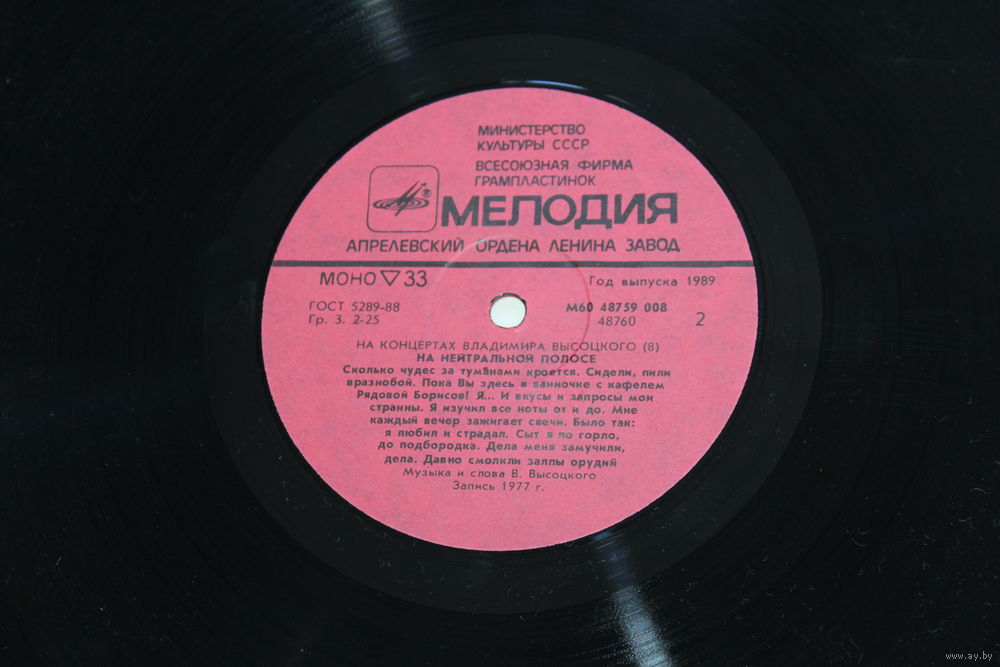 МИНИСТЕРСТВО
КУЛЬТУРЫ СССР
ВСЕСОЮЗНАЯ ФИРМА
ГРАМПЛАСТИНОК
®
МЕЛОДИЯ
АПРЕЛЕВСКИЙ ОРДЕНА ЛЕНИНА ЗАВОД
МОНО ▽ 33
Год выпуска 1989
ГОСТ 5289-88
М60 48759 008
Гр. 3. 2-25
48760
2
НА КОНЦЕРТАХ ВЛАДИМИРА ВЫСОЦКОГО (8)
НА НЕЙТРАЛЬНОЙ ПОЛОСЕ
Сколько чудес за туманами кроется. Сидели, пили
вразнобой. Пока Вы здесь в ванночке с кафелем
Рядовой Борисов! Я... И вкусы и запросы мои
странны. Я изучил все ноты от и до. Мне
каждый вечер зажигает свечи. Было так:
я любил и страдал. Сыт я по горло,
до подбородка. Дела меня замучили,
дела. Давно смолкли залпы орудий
Музыка и слова В. Высоцкого
Запись 1977 г.
www.ay.by